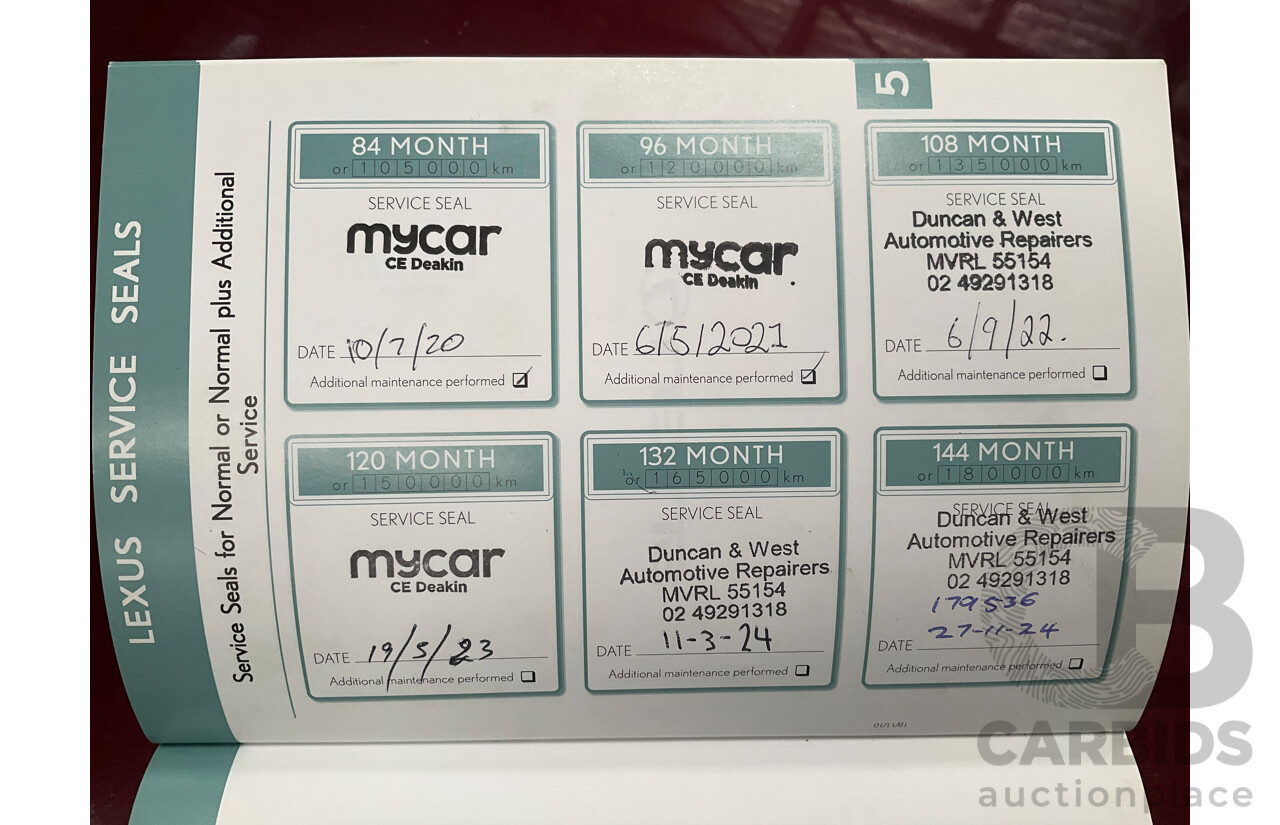 LEXUS SERVICE SEALS
Service Seals for Normal or Normal plus Additional
Service
5
84 MONTH
or 105000 km
SERVICE SEAL
mycar
CE Deakin
DATE 10/7/20
Additional maintenance performed
96 MONTH
or 120000 km
SERVICE SEAL
mycar
CE Deakin
DATE 6/5/2021
Additional maintenance performed
108 MONTH
or 135000 km
SERVICE SEAL
Duncan & West
Automotive Repairers
MVRL 55154
02 49291318
DATE 6/9/22.
Additional maintenance performed
120 MONTH
or 150000 km
SERVICE SEAL
mycar
CE Deakin
DATE 19/5/23
Additional maintenance performed
132 MONTH
or 165000 km
SERVICE SEAL
Duncan & West
Automotive Repairers
MVRL 55154
02 49291318
DATE 11-3-24
Additional maintenance performed
144 MONTH
or 180000 km
SERVICE SEAL
Duncan & West
Automotive Repairers
MVRL 55154
02 49291318
179536
DATE 27-11-24
Additional maintenance performed
CARBIDS
auctionplace